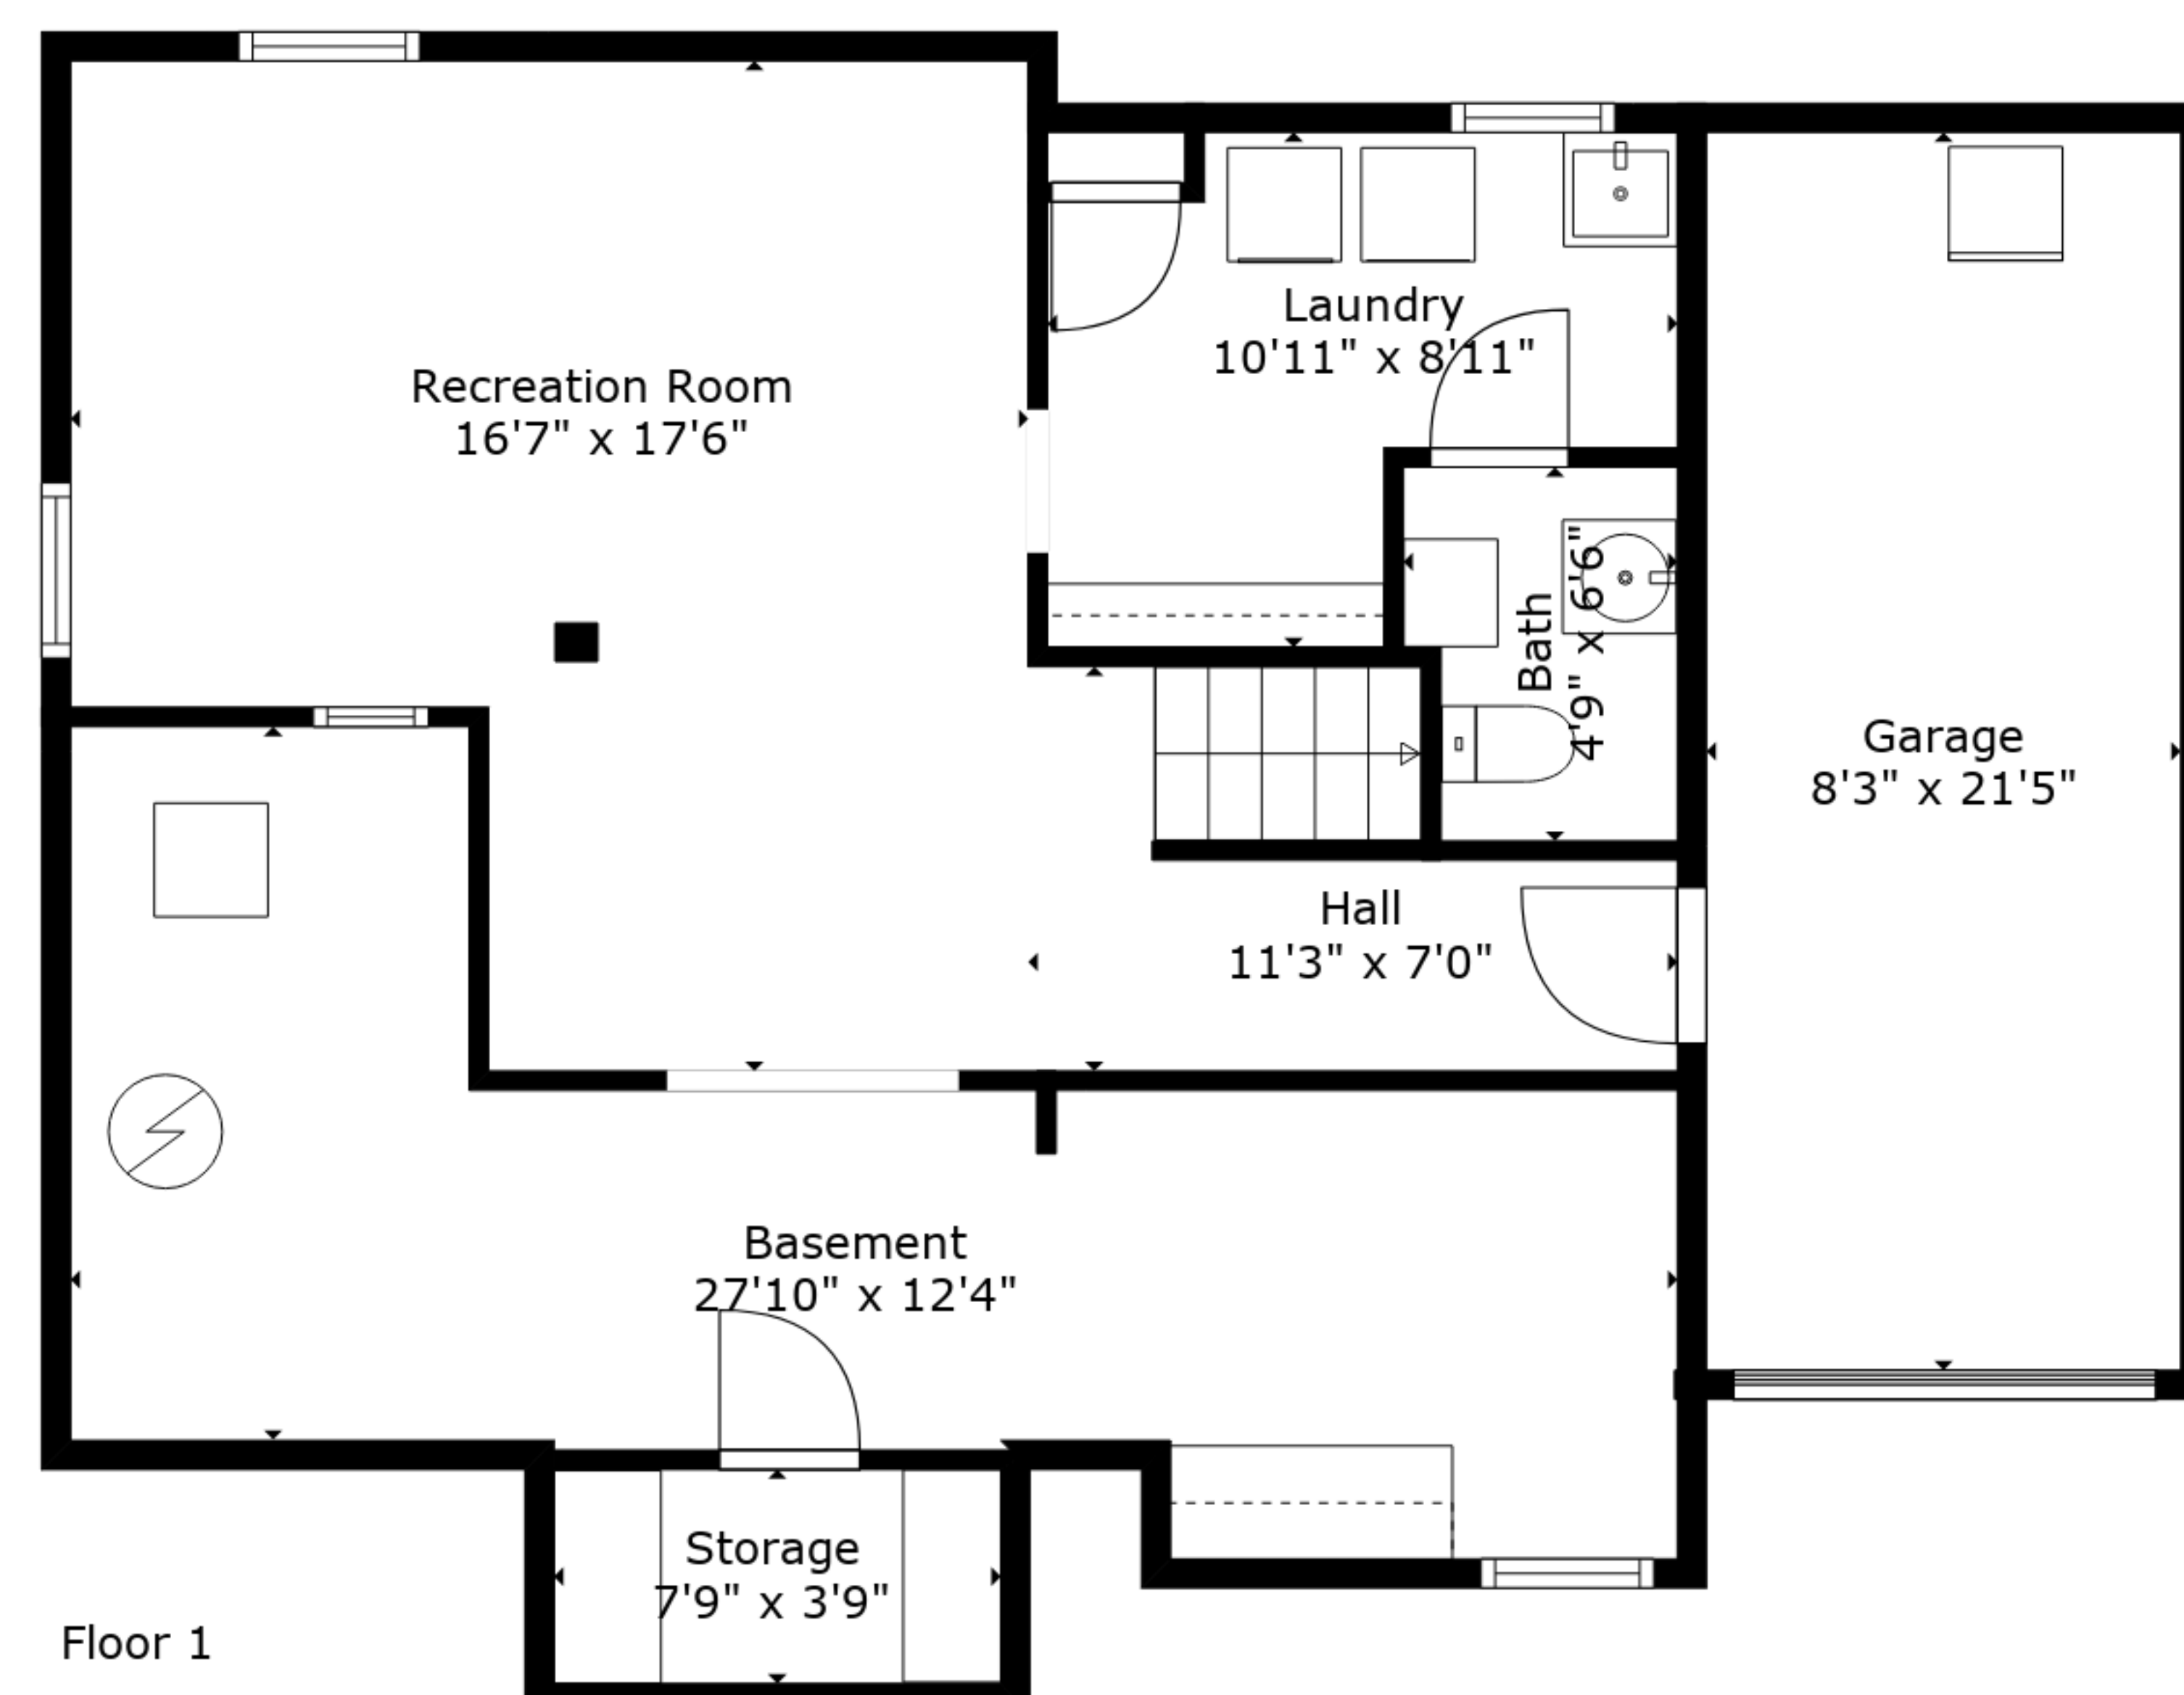 Laundry
10'11" x 8'11"
Recreation Room
16'7" x 17'6"
Bath
4'9" x 6'6"
Garage
8'3" x 21'5"
Hall
11'3" x 7'0"
Basement
27'10" x 12'4"
Storage
7'9" x 3'9"
Floor 1